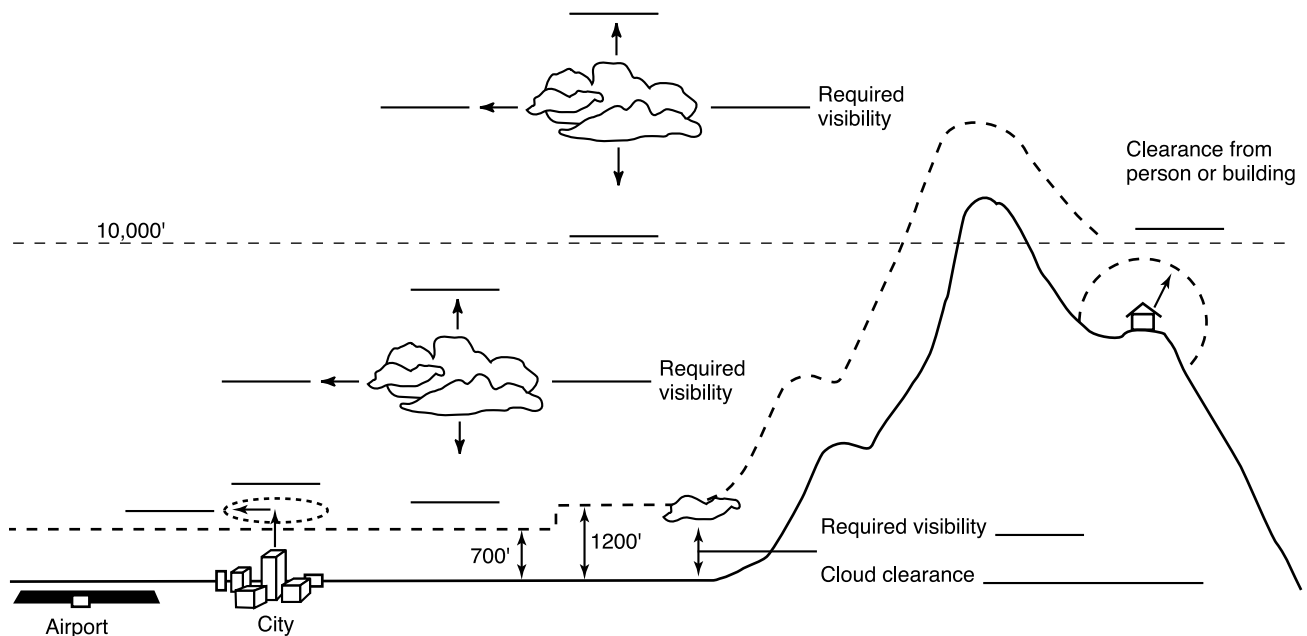 Required
visibility
Clearance from
person or building
10,000'
Required
visibility
700'
1200'
Required visibility
Cloud clearance
Airport
City